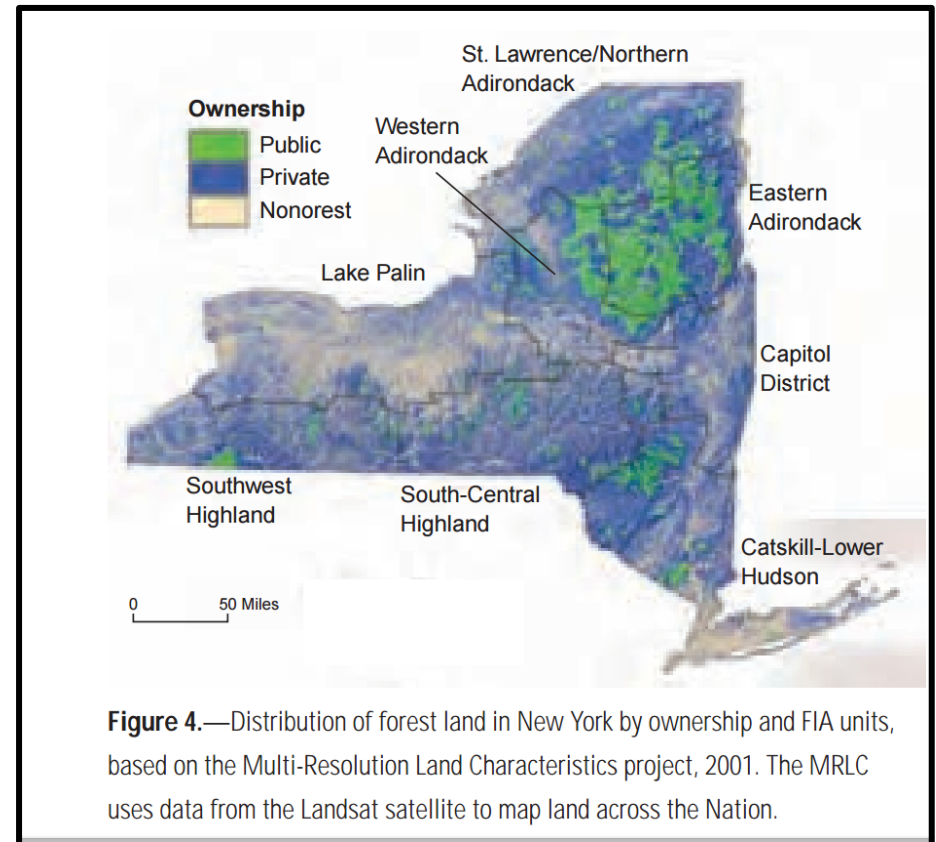 St. Lawrence/Northern
Adirondack
Ownership
Public
Private
Nonorest
Western
Adirondack
Eastern
Adirondack
Lake Palin
Capitol
District
Southwest
Highland
South-Central
Highland
Catskill-Lower
Hudson
0 50 Miles
Figure 4.—Distribution of forest land in New York by ownership and FIA units,
based on the Multi-Resolution Land Characteristics project, 2001. The MRLC
uses data from the Landsat satellite to map land across the Nation.